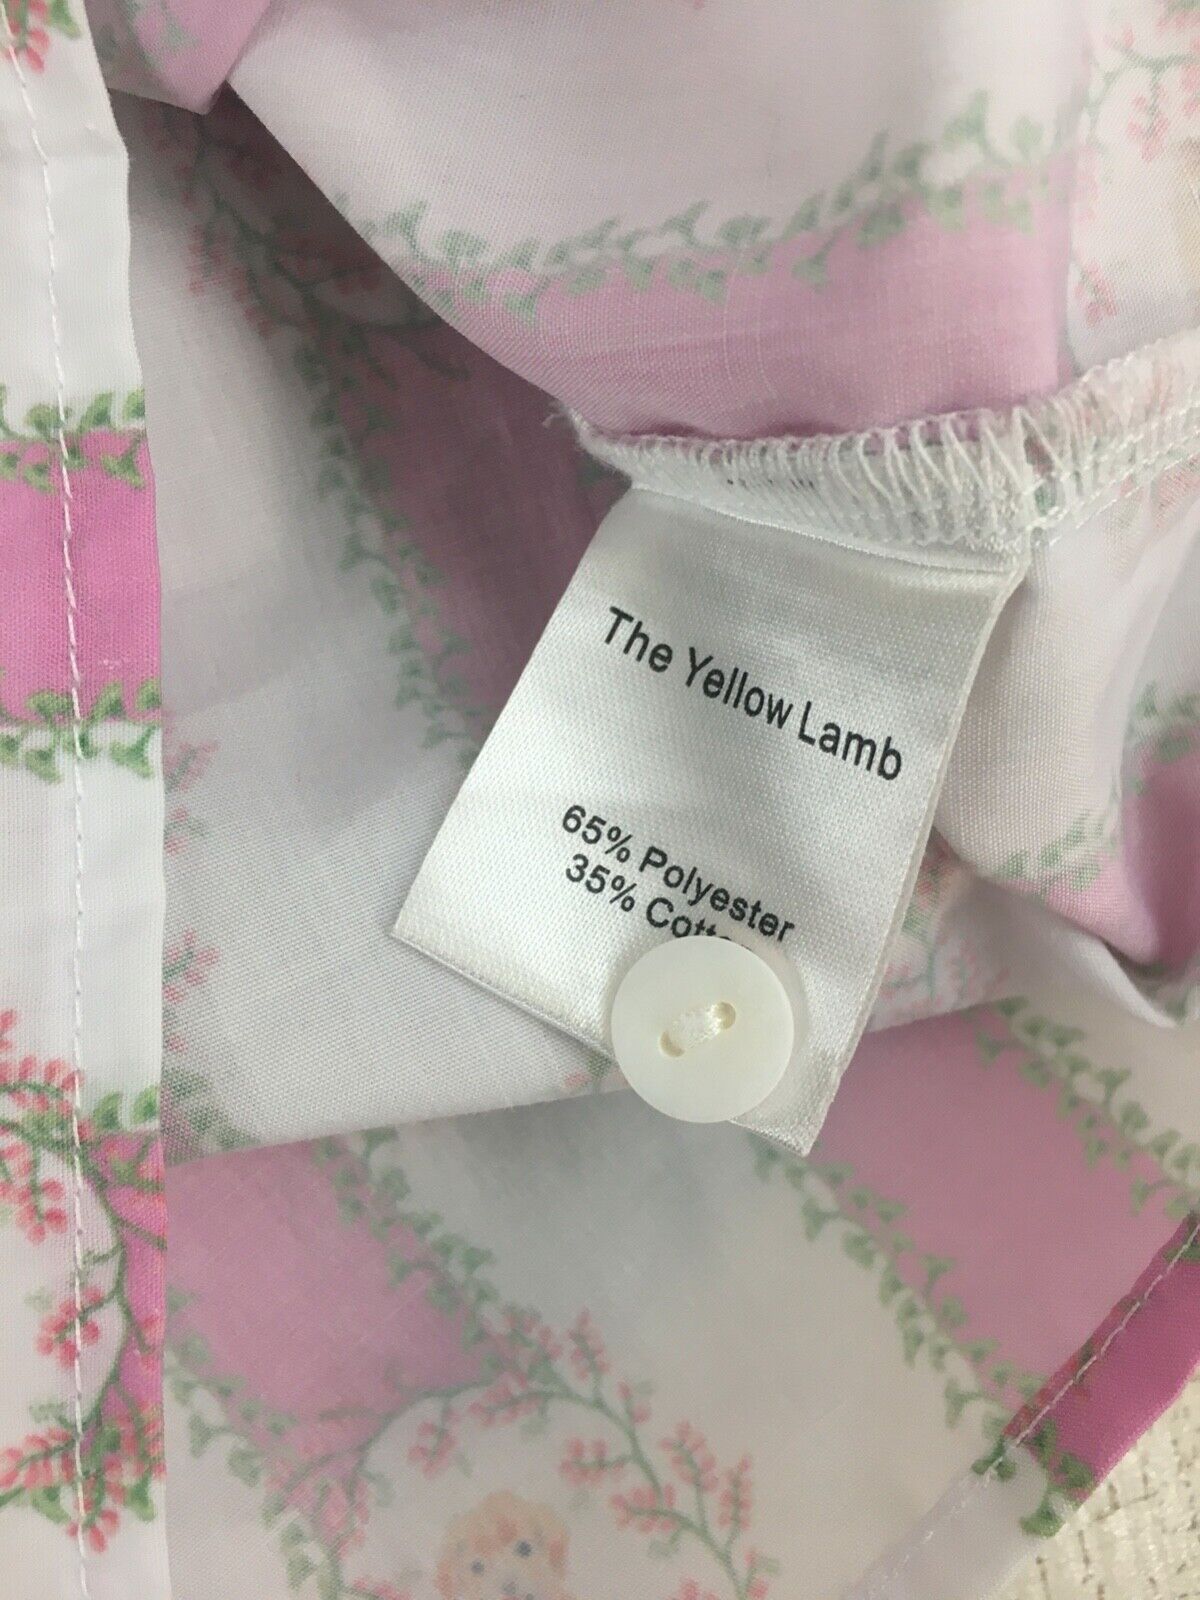 The Yellow Lamb
65% Polyester
35%